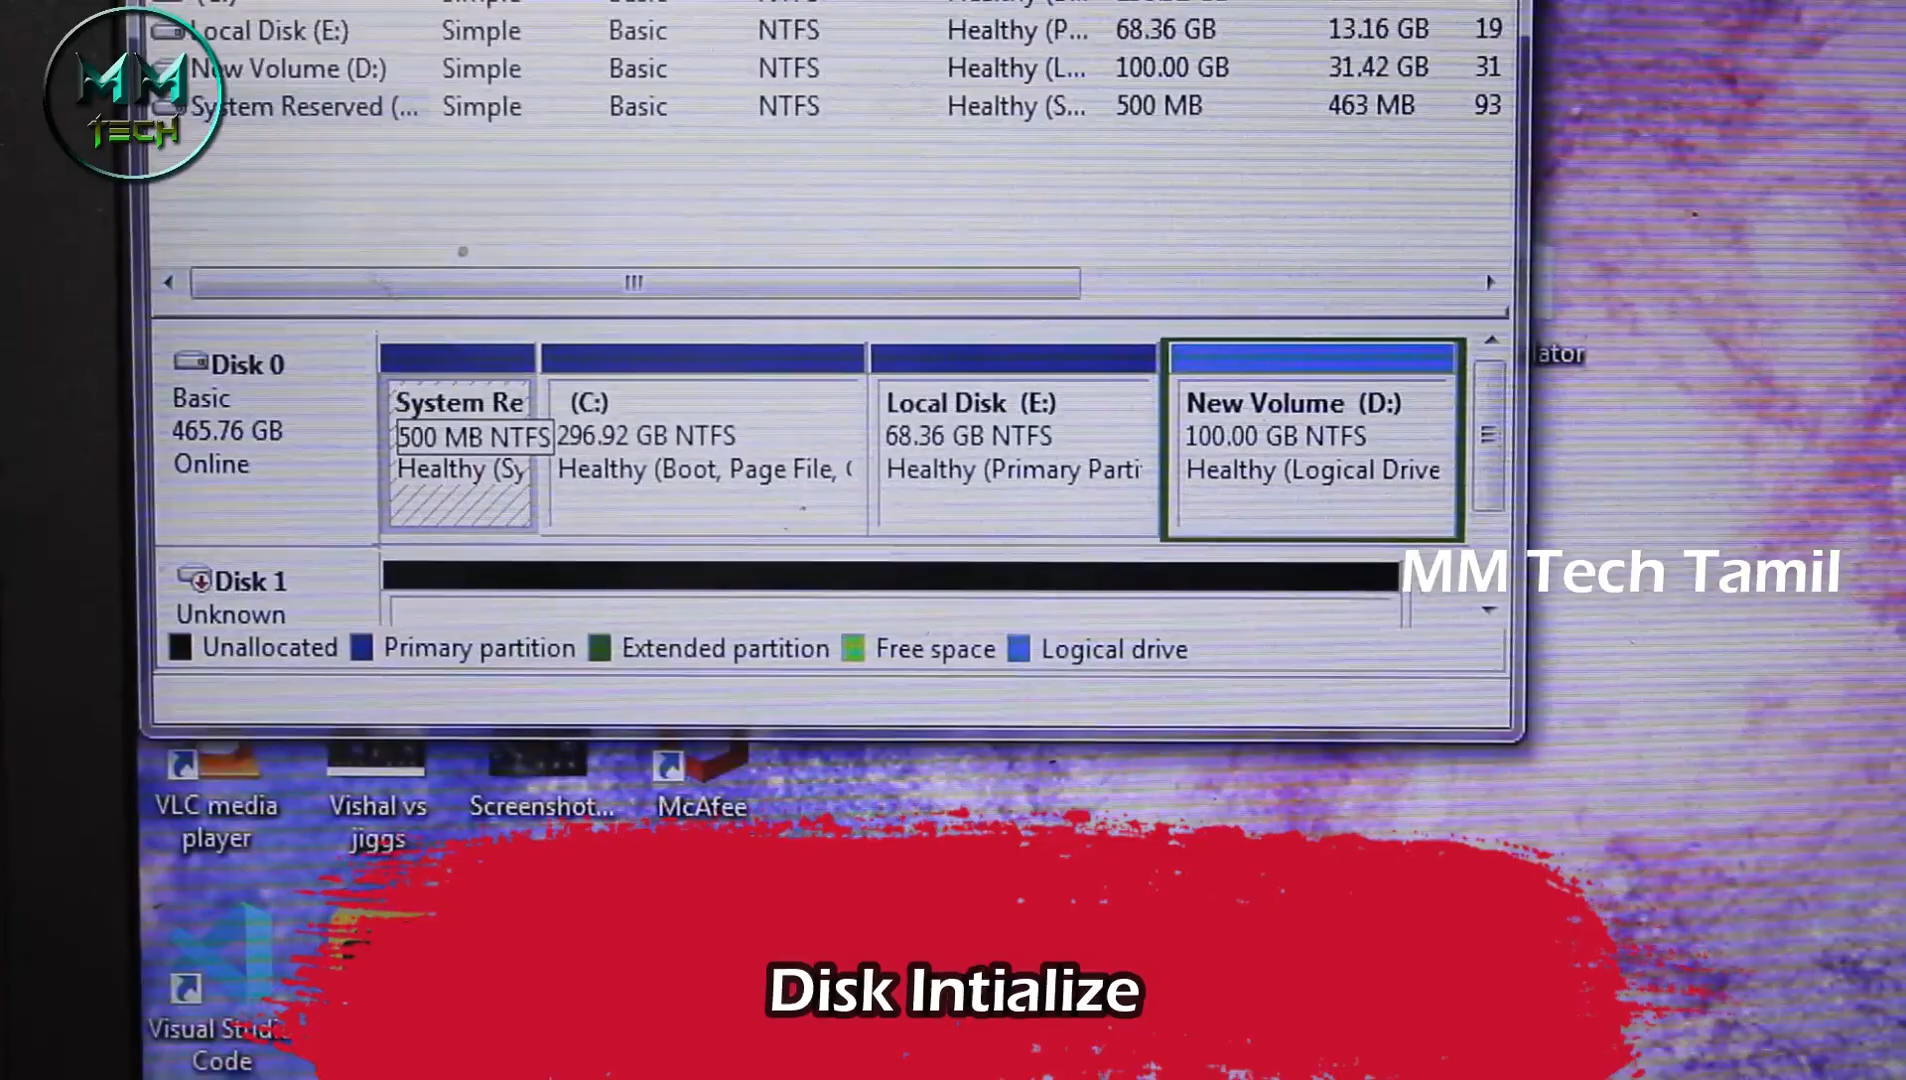 Local Disk (E:) Simple Basic NTFS Healthy (P... 68.36 GB 13.16 GB 19
New Volume (D:) Simple Basic NTFS Healthy (L... 100.00 GB 31.42 GB 31
System Reserved (... Simple Basic NTFS Healthy (S... 500 MB 463 MB 93
MM
TECH
Disk 0
Basic
465.76 GB
Online
System Re
500 MB NTFS
Healthy (Sy
(C:)
296.92 GB NTFS
Healthy (Boot, Page File, (
Local Disk (E:)
68.36 GB NTFS
Healthy (Primary Parti
New Volume (D:)
100.00 GB NTFS
Healthy (Logical Drive
ator
Disk 1
Unknown
MM Tech Tamil
Unallocated Primary partition Extended partition Free space Logical drive
VLC media
player
Vishal vs
jiggs
Screenshot...
McAfee
Visual Studi...
Code
Disk Intialize